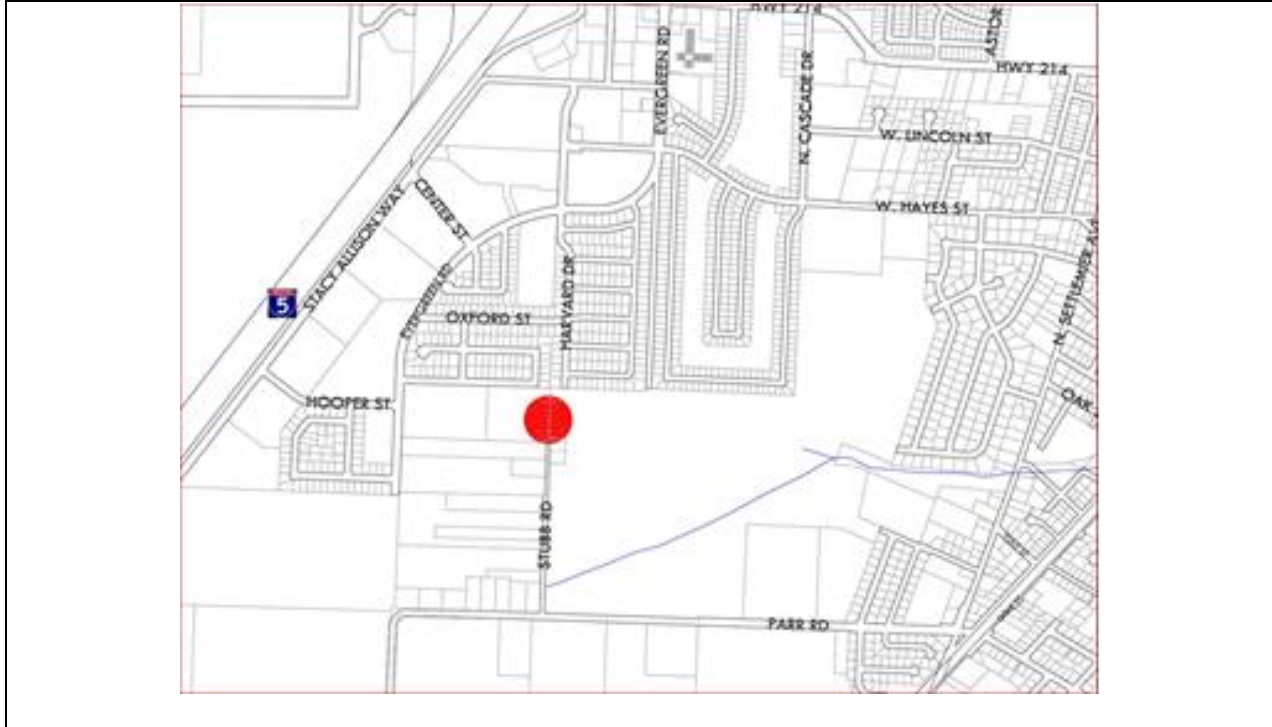 HWY 214
ASTOR
EVERGREEN RD
HWY 214
N. CASCADE DR
W. LINCOLN ST
CENTER ST
STACY ALLISON WAY
W. HAYES ST
EVERGREEN RD
HARVARD DR
N. SETTLEMIER AVE
5
OXFORD ST
HOOPER ST
OAK
STUBB RD
PARR RD